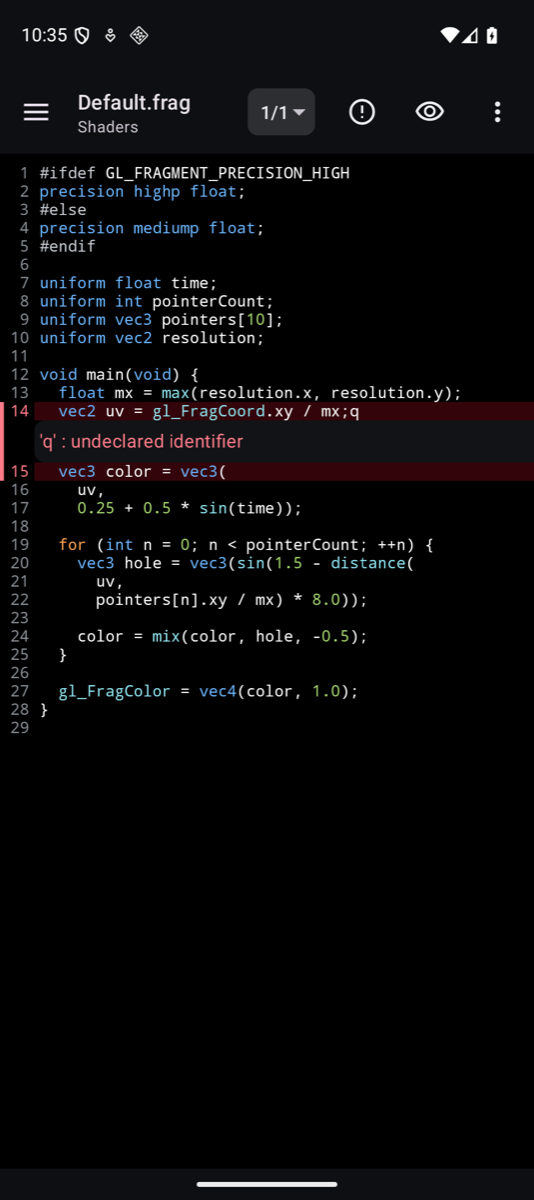 10:35
Default.frag
Shaders
1/1
1 #ifdef GL_FRAGMENT_PRECISION_HIGH
2 precision highp float;
3 #else
4 precision mediump float;
5 #endif
6
7 uniform float time;
8 uniform int pointerCount;
9 uniform vec3 pointers[10];
10 uniform vec2 resolution;
11
12 void main(void) {
13   float mx = max(resolution.x, resolution.y);
14   vec2 uv = gl_FragCoord.xy / mx;q
'q' : undeclared identifier
15   vec3 color = vec3(
16     uv,
17     0.25 + 0.5 * sin(time));
18
19   for (int n = 0; n < pointerCount; ++n) {
20     vec3 hole = vec3(sin(1.5 - distance(
21       uv,
22       pointers[n].xy / mx) * 8.0));
23
24     color = mix(color, hole, -0.5);
25   }
26
27   gl_FragColor = vec4(color, 1.0);
28 }
29